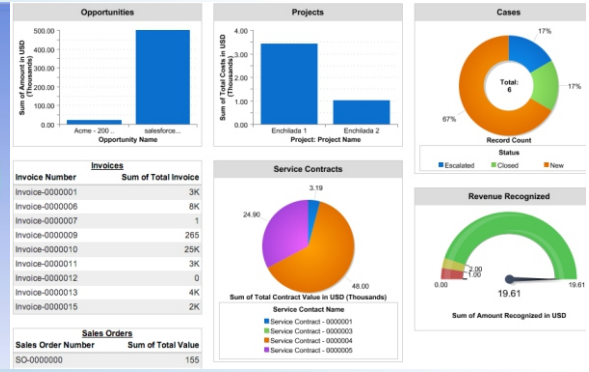 Opportunities
Sum of Amount in USD
(Thousands)
500.00
400.00
300.00
200.00
100.00
0.00
Acme - 200 ..
salesforce...
Opportunity Name
Projects
Sum of Total Costs in USD
(Thousands)
4.00
3.00
2.00
1.00
0.00
Enchilada 1
Enchilada 2
Project: Project Name
Cases
17%
17%
67%
Total:
6
Record Count
Status
Escalated
Closed
New
Invoices
Invoice Number Sum of Total Invoice
Invoice-0000001 3K
Invoice-0000006 8K
Invoice-0000007 1
Invoice-0000009 265
Invoice-0000010 25K
Invoice-0000011 3K
Invoice-0000012 0
Invoice-0000013 4K
Invoice-0000015 2K
Sales Orders
Sales Order Number Sum of Total Value
SO-0000000 155
Service Contracts
3.19
24.90
48.00
Sum of Total Contract Value in USD (Thousands)
Service Contact Name
Service Contract - 0000001
Service Contract - 0000003
Service Contract - 0000004
Service Contract - 0000005
Revenue Recognized
2.00
1.00
0.00
19.61
19.61
Sum of Amount Recognized in USD